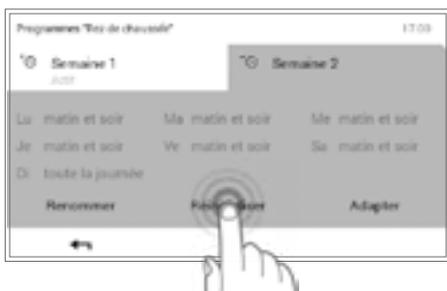 Programmes "Rez de chaussée" 17:03
Semaine 1 Semaine 2
Lu matin et soir Ma matin et soir Me matin et soir
Je matin et soir Ve matin et soir Sa matin et soir
Di toute la journée
Renommer Adapter